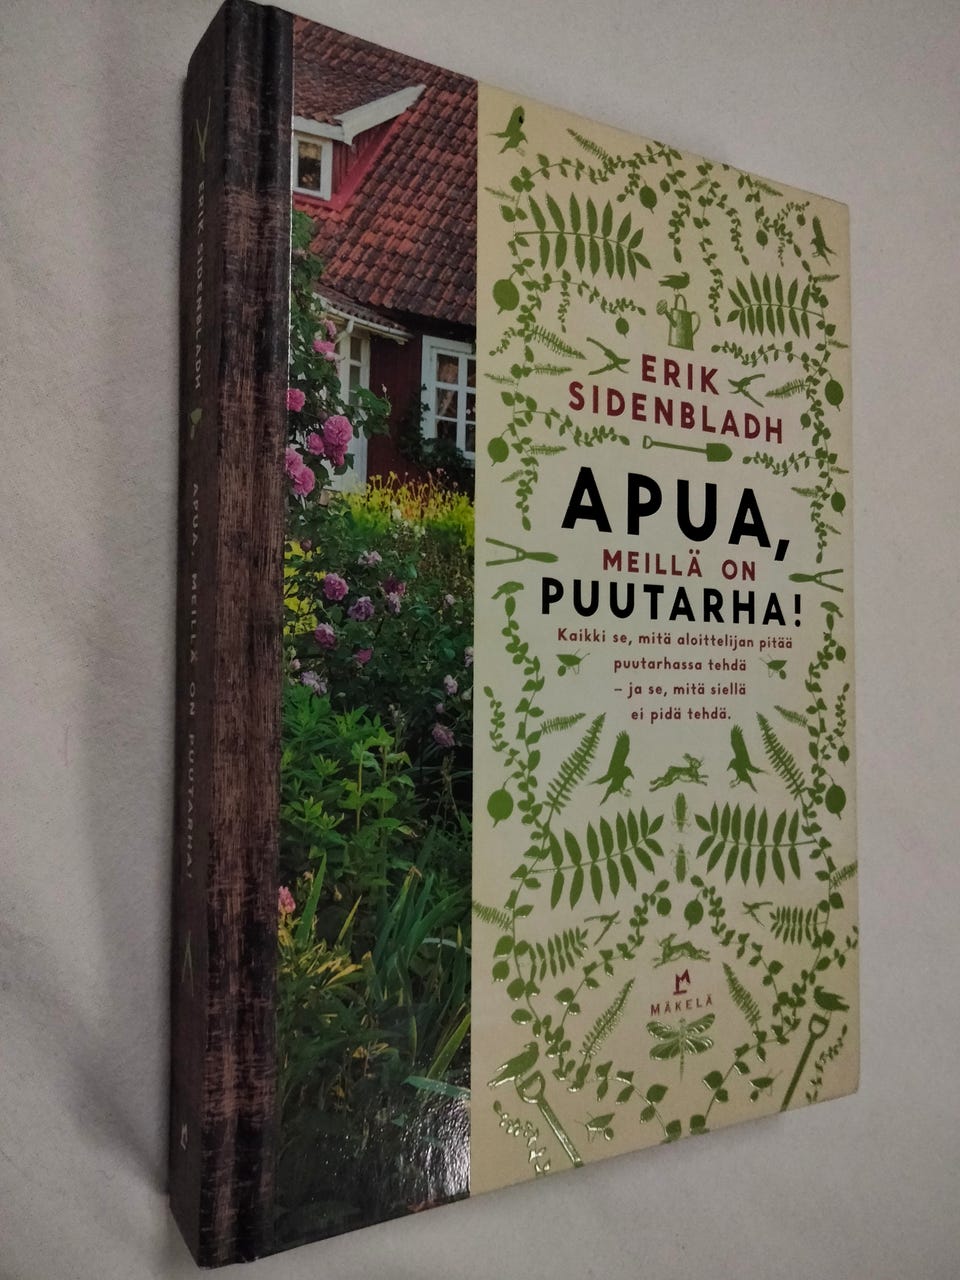 ERIK SIDENBLADH APUA, MEILLÄ ON PUUTARHA!
ERIK
SIDENBLADH
APUA,
MEILLÄ ON
PUUTARHA!
Kaikki se, mitä aloittelijan pitää
puutarhassa tehdä
– ja se, mitä siellä
ei pidä tehdä.
MÄKELÄ